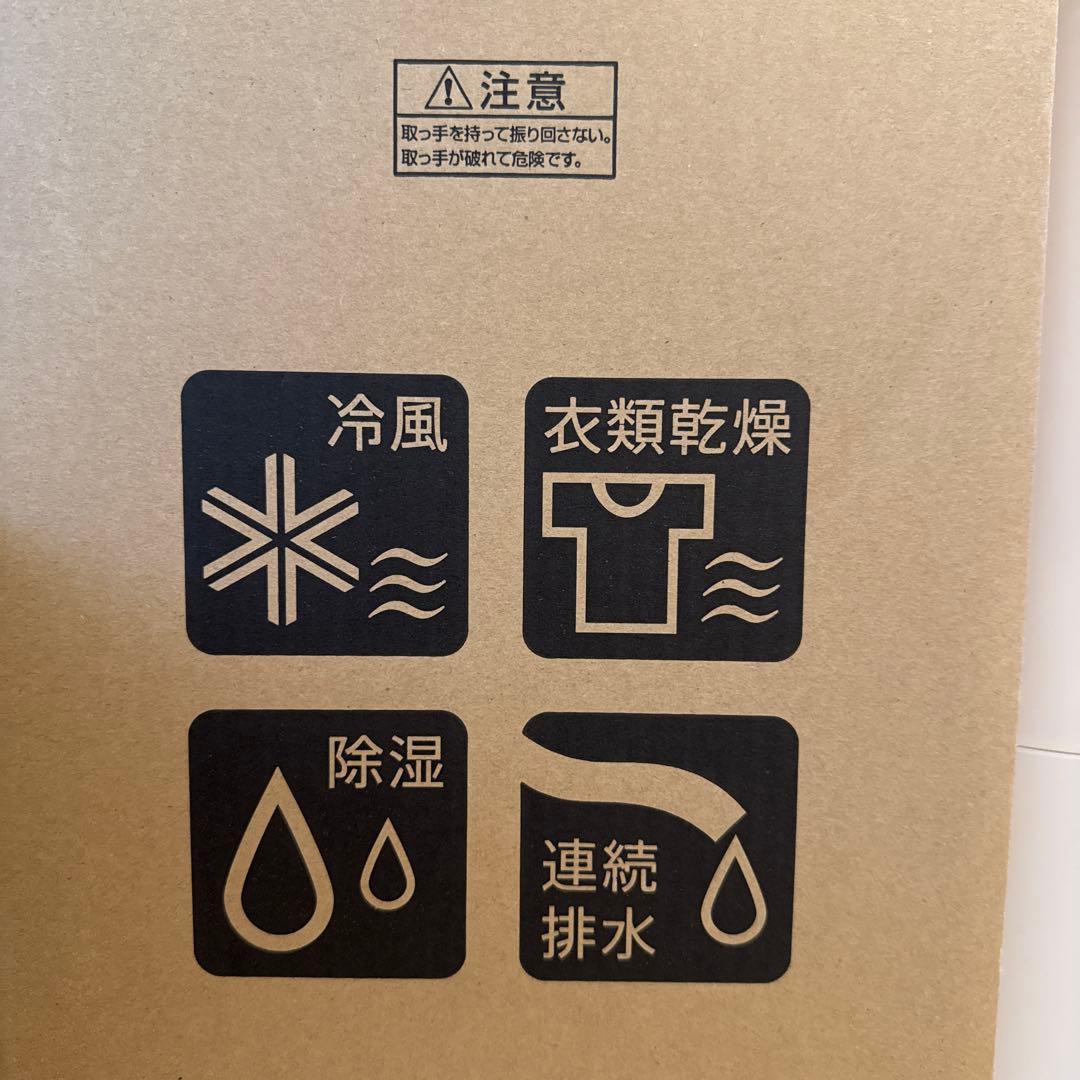 注意
取っ手を持って振り回さない。
取っ手が破れて危険です。
冷風
衣類乾燥
除湿
連続
排水